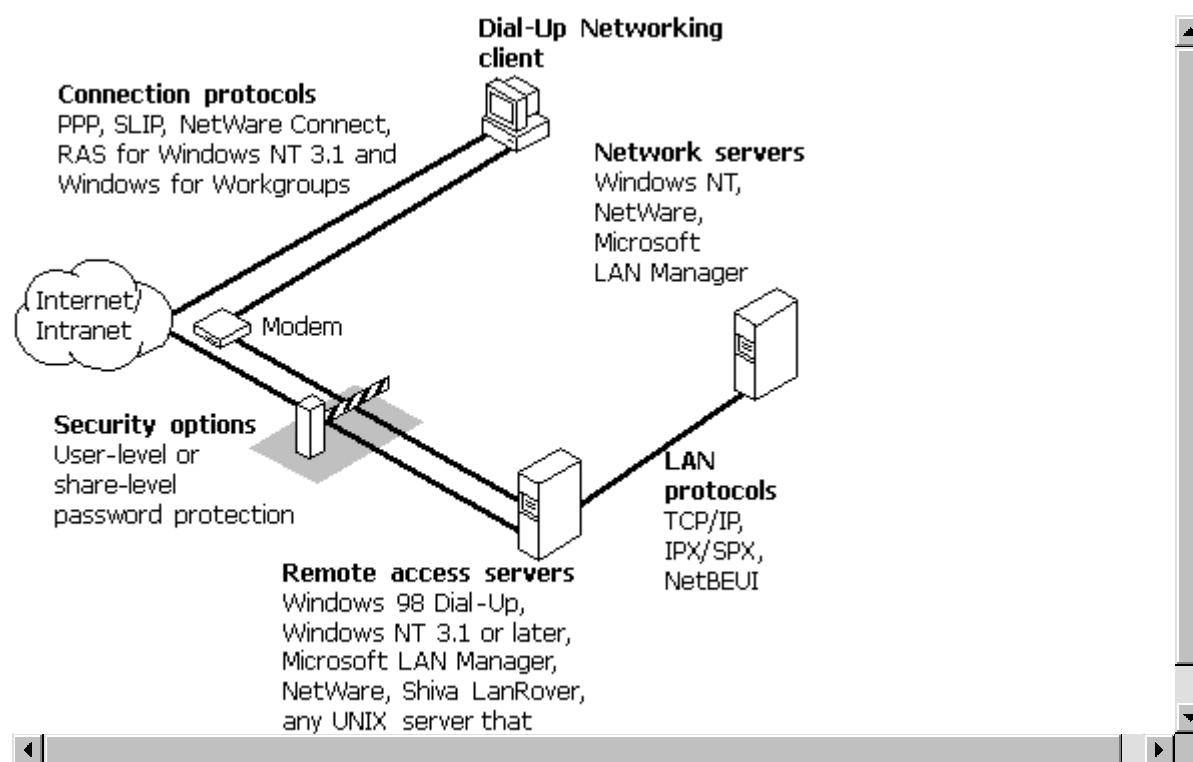 Dial-Up Networking
client
Connection protocols
PPP, SLIP, NetWare Connect,
RAS for Windows NT 3.1 and
Windows for Workgroups
Network servers
Windows NT,
NetWare,
Microsoft
LAN Manager
Internet/
Intranet
Modem
Security options
User-level or
share-level
password protection
LAN
protocols
TCP/IP,
IPX/SPX,
NetBEUI
Remote access servers
Windows 98 Dial-Up,
Windows NT 3.1 or later,
Microsoft LAN Manager,
NetWare, Shiva LanRover,
any UNIX server that